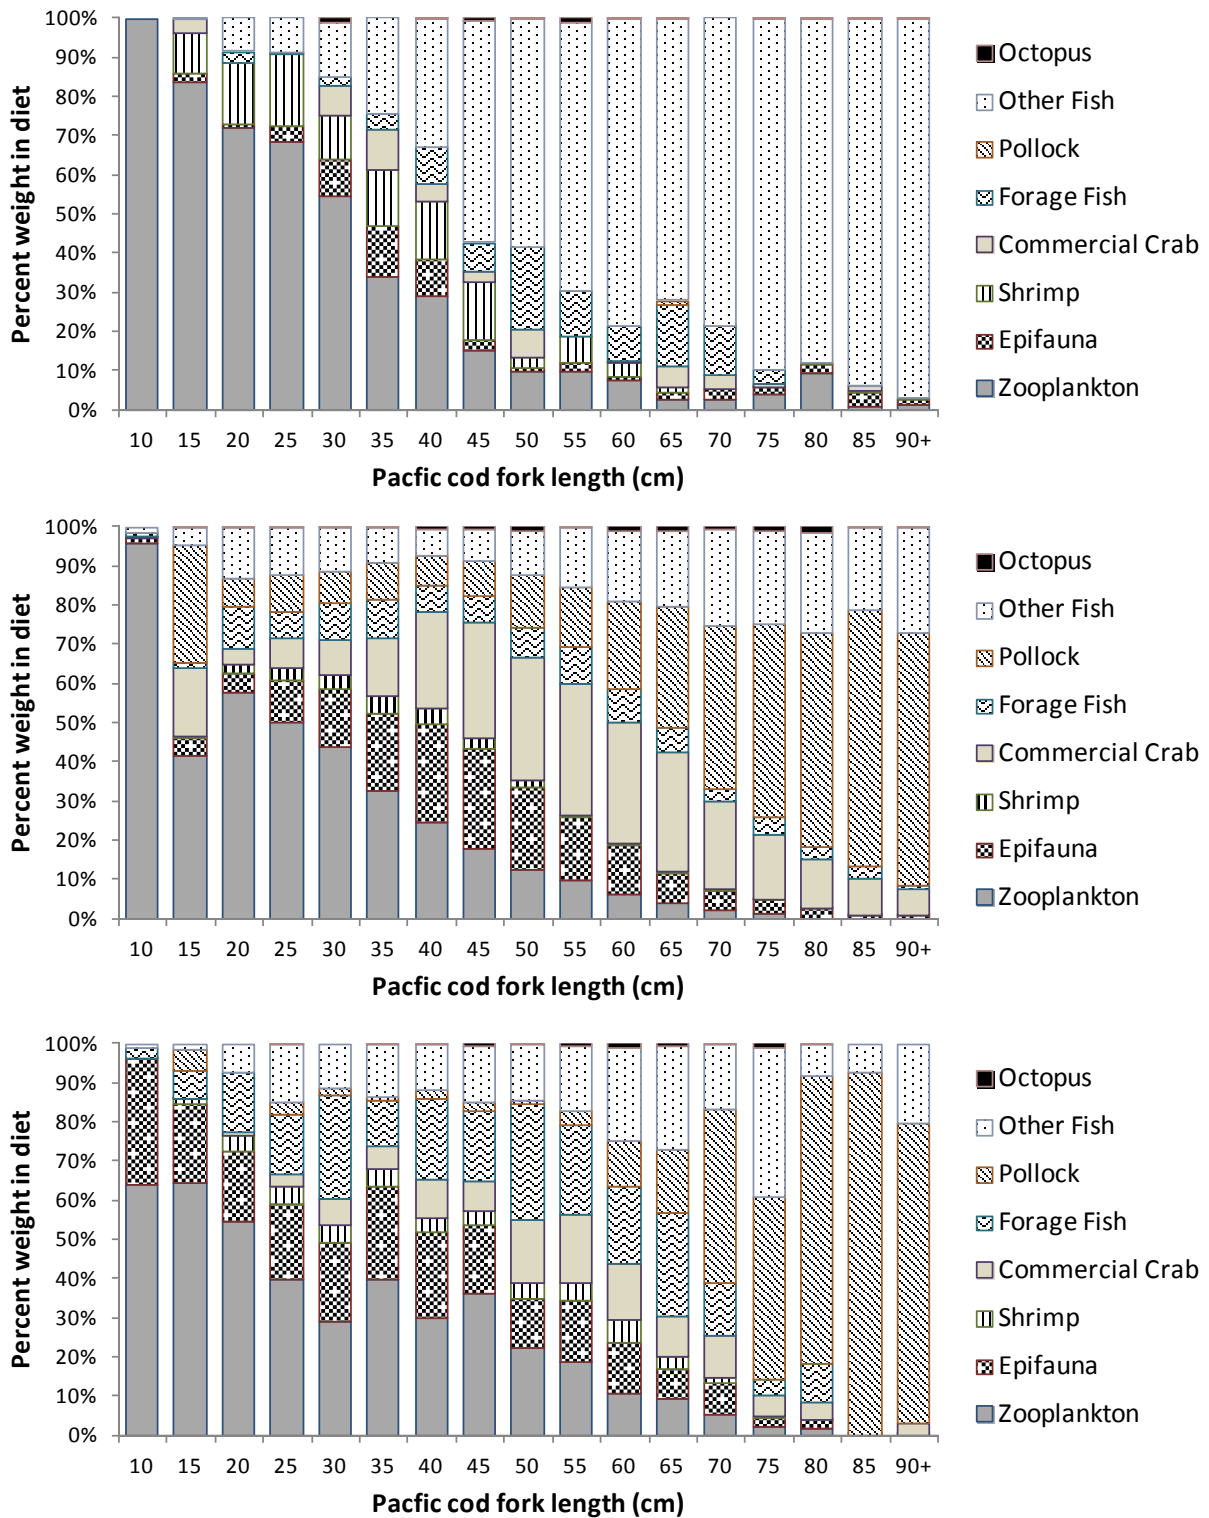 100%
90%
80%
70%
60%
50%
40%
30%
20%
10%
0%
Percent weight in diet
10 15 20 25 30 35 40 45 50 55 60 65 70 75 80 85 90+
Pacfic cod fork length (cm)
Octopus
Other Fish
Pollock
Forage Fish
Commercial Crab
Shrimp
Epifauna
Zooplankton
100%
90%
80%
70%
60%
50%
40%
30%
20%
10%
0%
Percent weight in diet
10 15 20 25 30 35 40 45 50 55 60 65 70 75 80 85 90+
Pacfic cod fork length (cm)
Octopus
Other Fish
Pollock
Forage Fish
Commercial Crab
Shrimp
Epifauna
Zooplankton
100%
90%
80%
70%
60%
50%
40%
30%
20%
10%
0%
Percent weight in diet
10 15 20 25 30 35 40 45 50 55 60 65 70 75 80 85 90+
Pacfic cod fork length (cm)
Octopus
Other Fish
Pollock
Forage Fish
Commercial Crab
Shrimp
Epifauna
Zooplankton